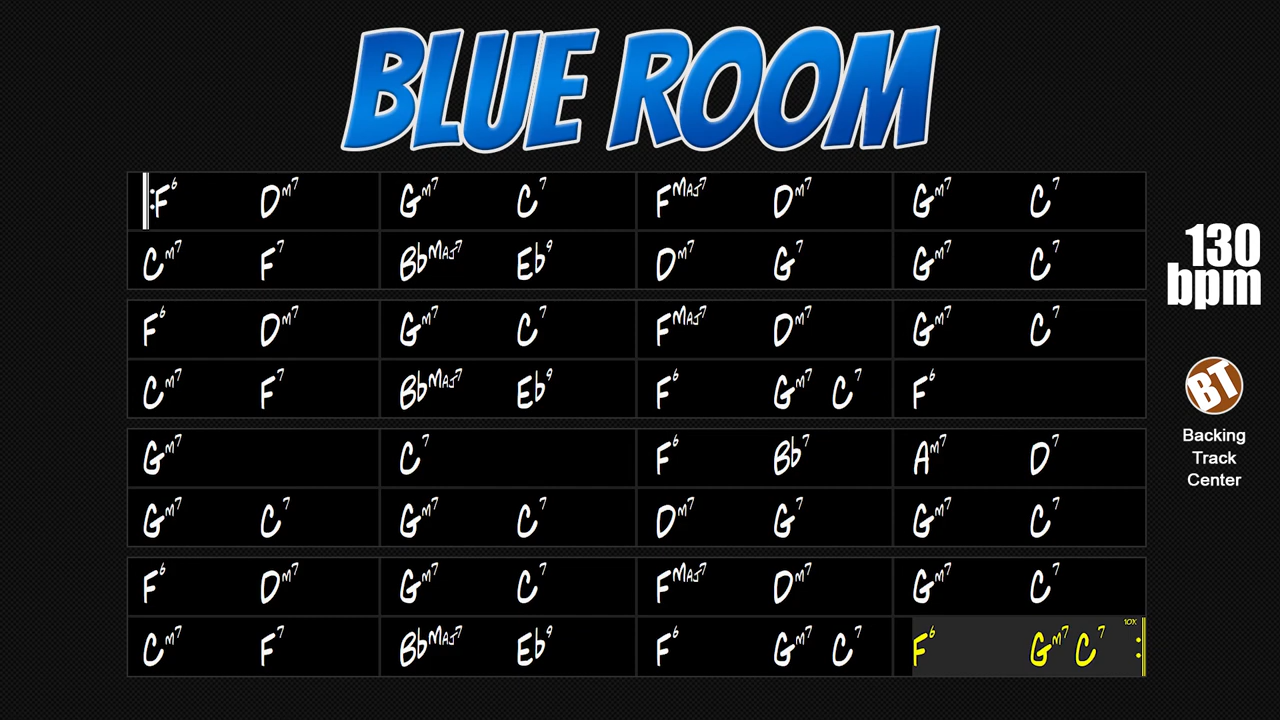 BLUE ROOM
F6 Dm7 Gm7 C7 FMaj7 Dm7 Gm7 C7
Cm7 F7 BbMaj7 Eb9 Dm7 G7 Gm7 C7
F6 Dm7 Gm7 C7 FMaj7 Dm7 Gm7 C7
Cm7 F7 BbMaj7 Eb9 F6 Gm7 C7 F6
Gm7 C7 F6 Bb7 Am7 D7
Gm7 C7 Gm7 C7 Dm7 G7 Gm7 C7
F6 Dm7 Gm7 C7 FMaj7 Dm7 Gm7 C7
Cm7 F7 BbMaj7 Eb9 F6 Gm7 C7 F6 Gm7 C7 10x
130
bpm
BT
Backing
Track
Center